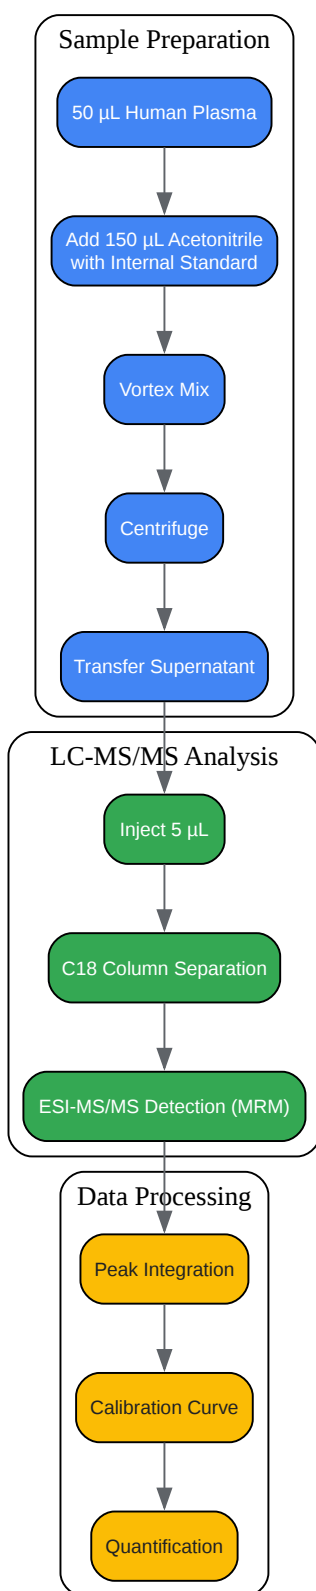 Sample Preparation
50 µL Human Plasma
Add 150 µL Acetonitrile
with Internal Standard
Vortex Mix
Centrifuge
Transfer Supernatant
LC-MS/MS Analysis
Inject 5 µL
C18 Column Separation
ESI-MS/MS Detection (MRM)
Data Processing
Peak Integration
Calibration Curve
Quantification